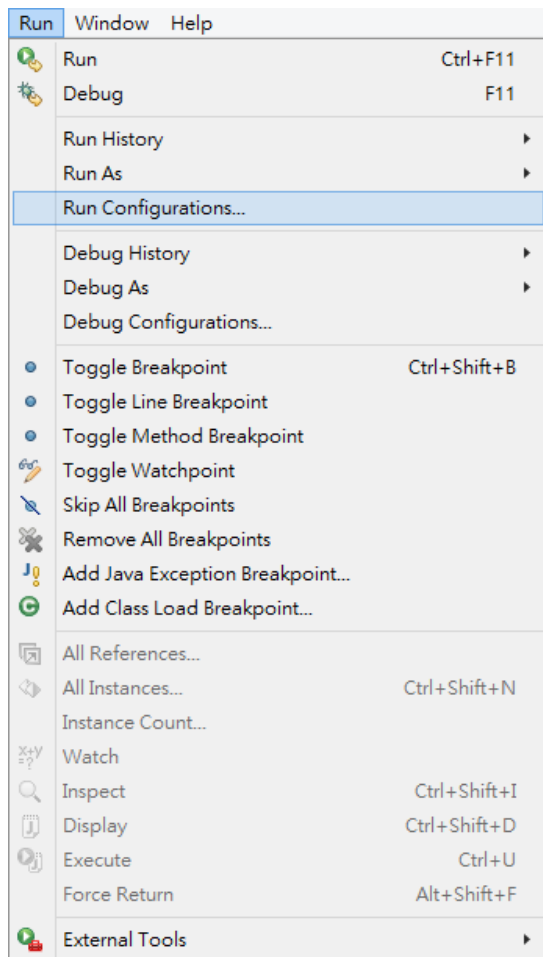 Run Window Help
Run Ctrl+F11
Debug F11
Run History
Run As
Run Configurations...
Debug History
Debug As
Debug Configurations...
Toggle Breakpoint Ctrl+Shift+B
Toggle Line Breakpoint
Toggle Method Breakpoint
Toggle Watchpoint
Skip All Breakpoints
Remove All Breakpoints
Add Java Exception Breakpoint...
Add Class Load Breakpoint...
All References...
All Instances... Ctrl+Shift+N
Instance Count...
Watch
Inspect Ctrl+Shift+I
Display Ctrl+Shift+D
Execute Ctrl+U
Force Return Alt+Shift+F
External Tools